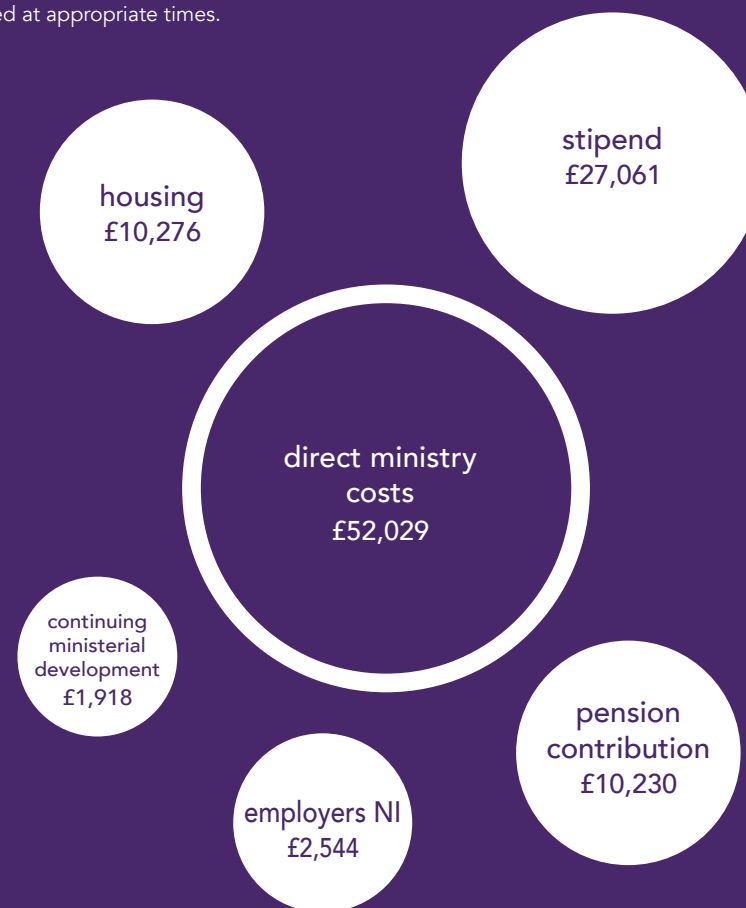 ed at appropriate times.
stipend
£27,061
housing
£10,276
direct ministry
costs
£52,029
continuing
ministerial
development
£1,918
pension
contribution
£10,230
employers NI
£2,544